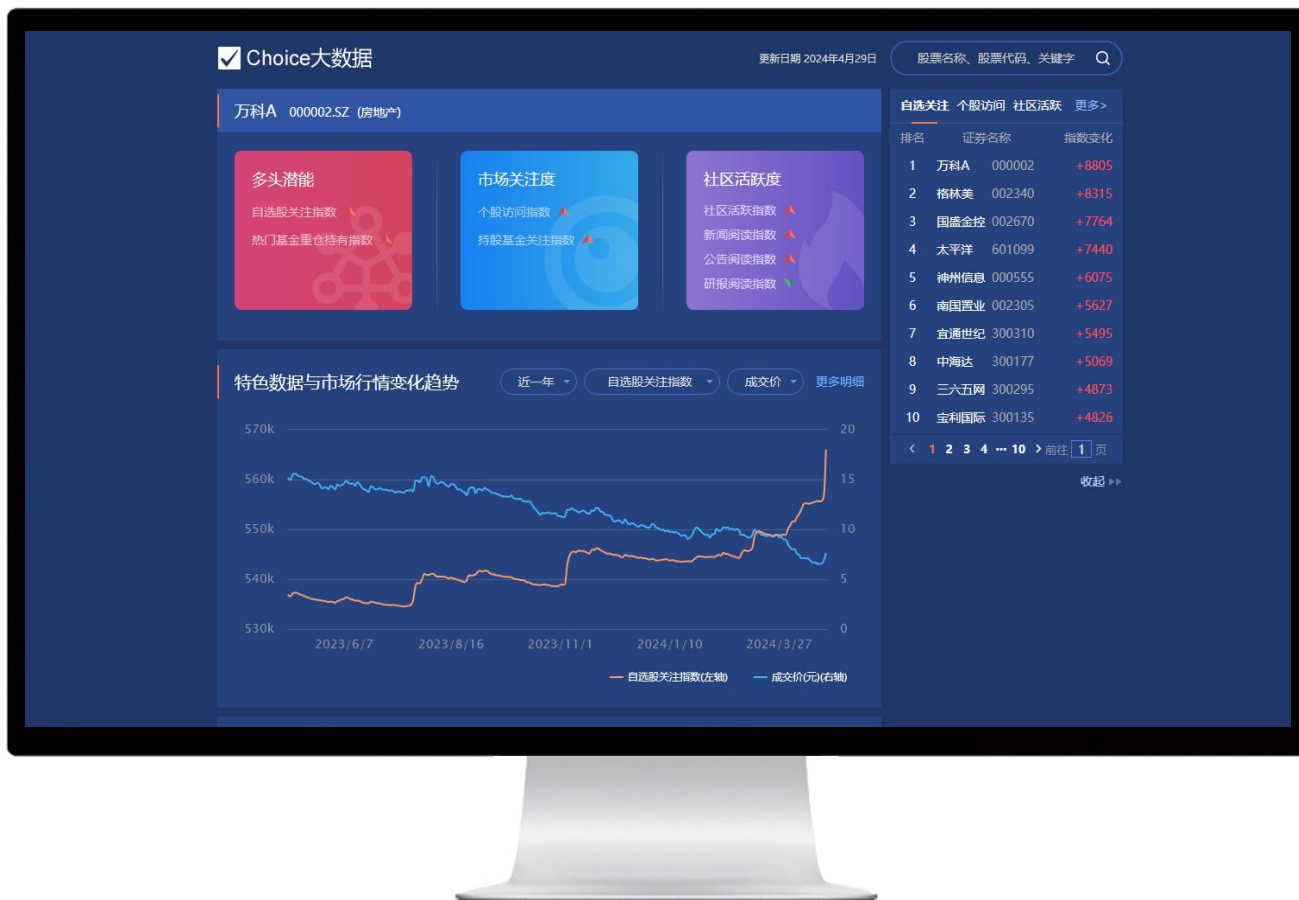 Choice大数据
更新日期 2024年4月29日
股票名称、股票代码、关键字
万科A 000002.SZ (房地产)
多头潜能
自选股关注指数
热门基金重仓持有指数
市场关注度
个股访问指数
持股基金关注指数
社区活跃度
社区活跃指数
新闻阅读指数
公告阅读指数
研报阅读指数
特色数据与市场行情变化趋势
近一年
自选股关注指数
成交价
更多明细
570k
560k
550k
540k
530k
20
15
10
5
0
2023/6/7 2023/8/16 2023/11/1 2024/1/10 2024/3/27
自选股关注指数(左轴) 成交价(元)(右轴)
自选关注 个股访问 社区活跃 更多>
排名 证券名称 指数变化
1 万科A 000002 +8805
2 格林美 002340 +8315
3 国盛金控 002670 +7764
4 太平洋 601099 +7440
5 神州信息 000555 +6075
6 南国置业 002305 +5627
7 宜通世纪 300310 +5495
8 中海达 300177 +5069
9 三六五网 300295 +4873
10 宝利国际 300135 +4826
< 1 2 3 4 ··· 10 > 前往 1 页
收起